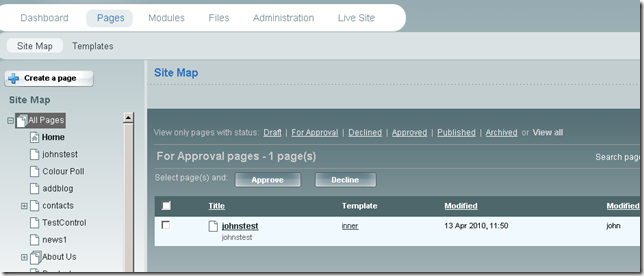 Dashboard Pages Modules Files Administration Live Site
Site Map Templates
Create a page
Site Map
All Pages
Home
johnstest
Colour Poll
addblog
contacts
TestControl
news1
About Us
Site Map
View only pages with status: Draft | For Approval | Declined | Approved | Published | Archived or View all
For Approval pages - 1 page(s) Search page
Select page(s) and: Approve Decline
Title Template Modified Modified
johnstest inner 13 Apr 2010, 11:50 john
johnstest